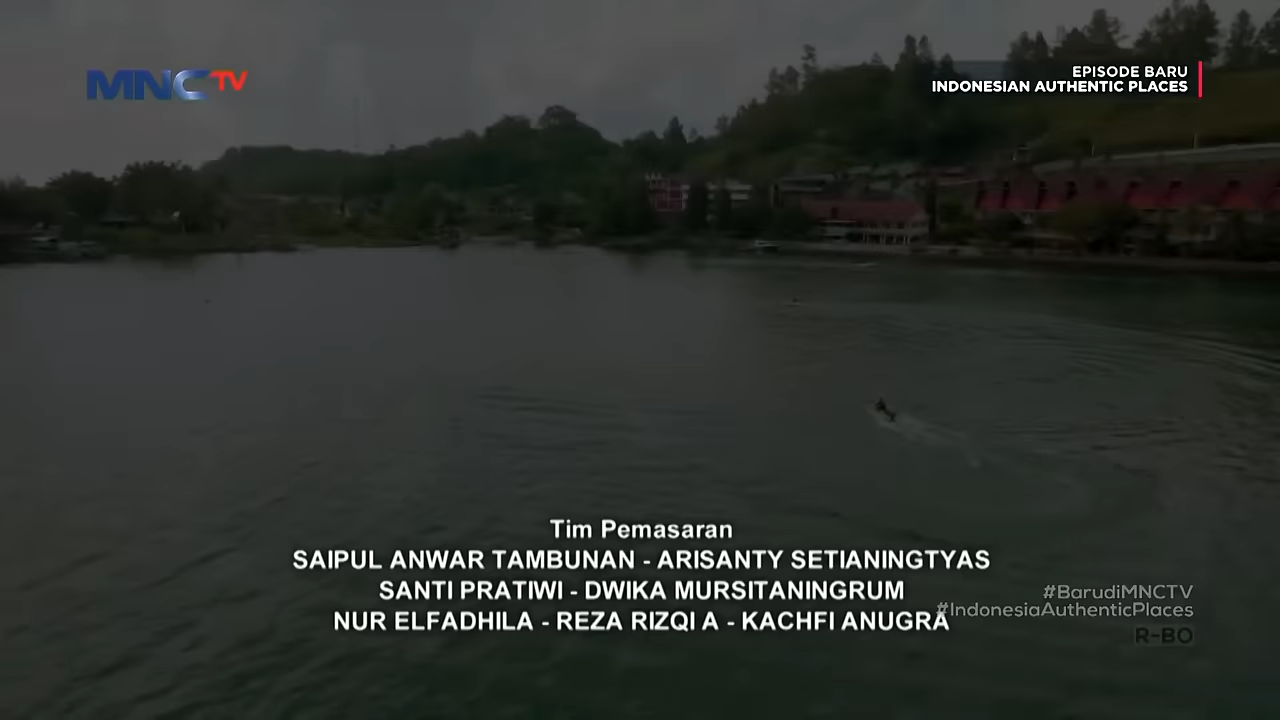 MNCTV
EPISODE BARU
INDONESIAN AUTHENTIC PLACES
Tim Pemasaran
SAIPUL ANWAR TAMBUNAN - ARISANTY SETIANINGTYAS
SANTI PRATIWI - DWIKA MURSITANINGRUM
NUR ELFADHILA - REZA RIZQI A - KACHFI ANUGRA
#BarudiMNCTV
#IndonesiaAuthenticPlaces
R-BO